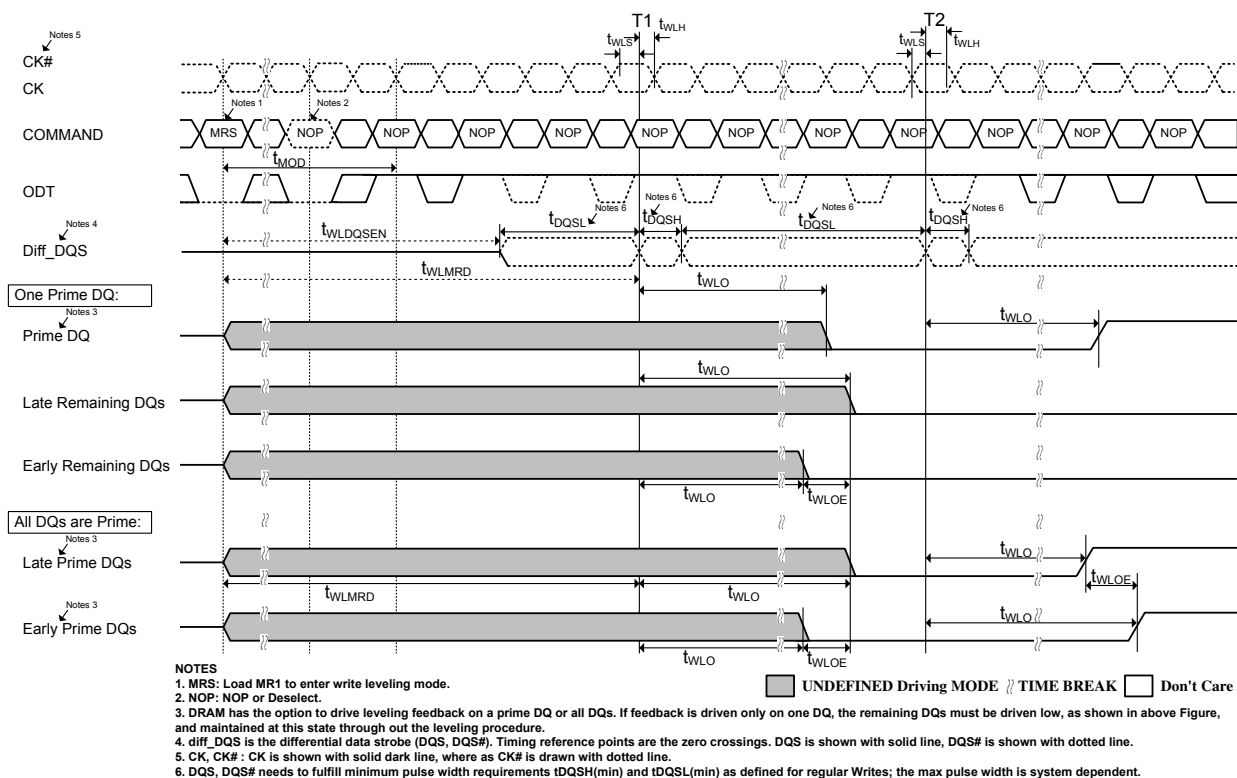 T1 T2
Notes 5
tWLS tWLH tWLS tWLH
CK#
CK
Notes 1 Notes 2
COMMAND MRS NOP NOP NOP NOP NOP NOP NOP NOP NOP NOP
tMOD
ODT
Notes 6 Notes 6 Notes 6 Notes 6
Notes 4
tDQSL tDQSH tDQSL tDQSH
tWLDQSEN
Diff_DQS
tWLMRD
tWLO
One Prime DQ:
Notes 3
tWLO
Prime DQ
tWLO
Late Remaining DQs
Early Remaining DQs
tWLO tWLOE
All DQs are Prime:
Notes 3
tWLO
Late Prime DQs
tWLOE
tWLMRD tWLO
Notes 3
tWLO
Early Prime DQs
tWLO tWLOE
NOTES
1. MRS: Load MR1 to enter write leveling mode.
UNDEFINED Driving MODE TIME BREAK Don't Care
2. NOP: NOP or Deselect.
3. DRAM has the option to drive leveling feedback on a prime DQ or all DQs. If feedback is driven only on one DQ, the remaining DQs must be driven low, as shown in above Figure,
and maintained at this state through out the leveling procedure.
4. diff_DQS is the differential data strobe (DQS, DQS#). Timing reference points are the zero crossings. DQS is shown with solid line, DQS# is shown with dotted line.
5. CK, CK# : CK is shown with solid dark line, where as CK# is drawn with dotted line.
6. DQS, DQS# needs to fulfill minimum pulse width requirements tDQSH(min) and tDQSL(min) as defined for regular Writes; the max pulse width is system dependent.